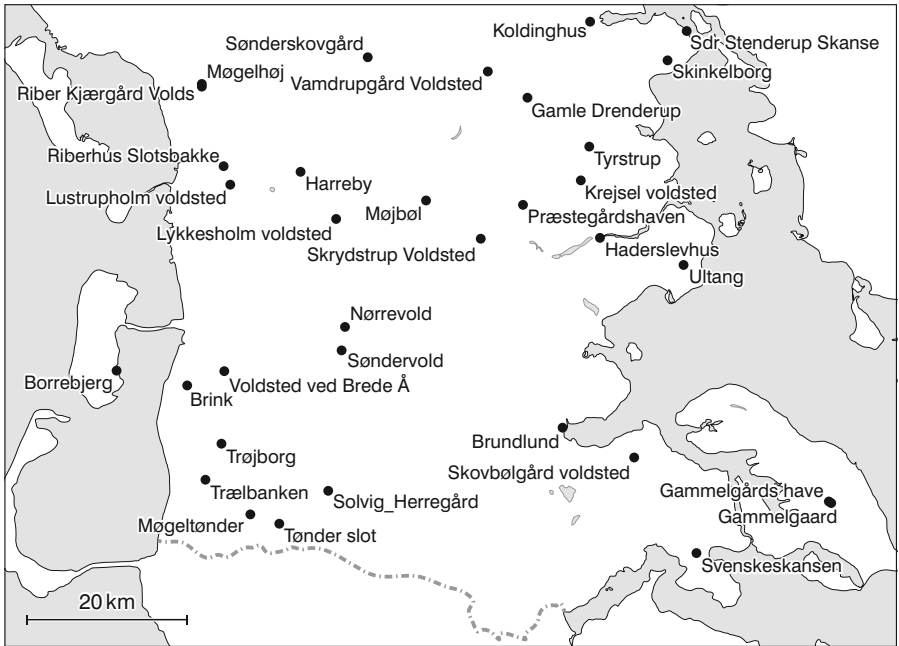 Koldinghus
Sønderskovgård
Sdr Stenderup Skanse
Møgelhøj
Vamdrupgård Voldsted
Skinkelborg
Riber Kjærgård Volds
Gamle Drenderup
Riberhus Slotsbakke
Tyrstrup
Harreby
Lustrupholm voldsted
Krejsel voldsted
Møjbøl
Præstegårdshaven
Lykkesholm voldsted
Skrydstrup Voldsted
Haderslevhus
Ultang
Nørrevold
Søndervold
Borrebjerg
Voldsted ved Brede Å
Brink
Brundlund
Trøjborg
Skovbølgård voldsted
Trælbanken
Solvig_Herregård
Gammelgårds have
Gammelgaard
Møgeltønder
Tønder slot
Svenskeskansen
20 km